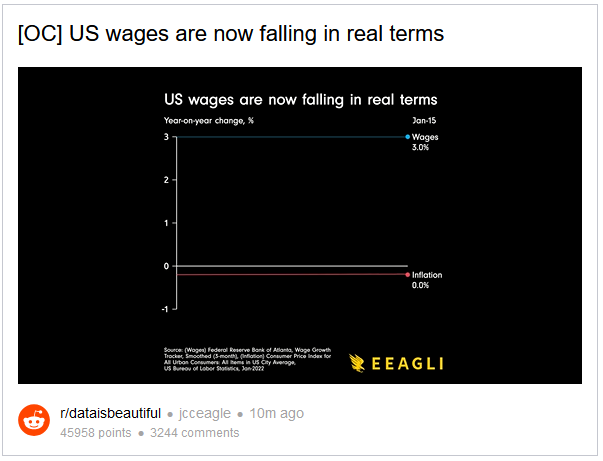 [OC] US wages are now falling in real terms
US wages are now falling in real terms
Year-on-year change, %
Jan-15
3
Wages
3.0%
2
1
0
Inflation
0.0%
-1
Source: (Wages) Federal Reserve Bank of Atlanta, Wage Growth
Tracker, Smoothed (3-month), (Inflation) Consumer Price Index for
All Urban Consumers: All Items in US City Average,
US Bureau of Labor Statistics, Jan-2022
EEAGLI
r/dataisbeautiful • jcceagle • 10m ago
45958 points • 3244 comments